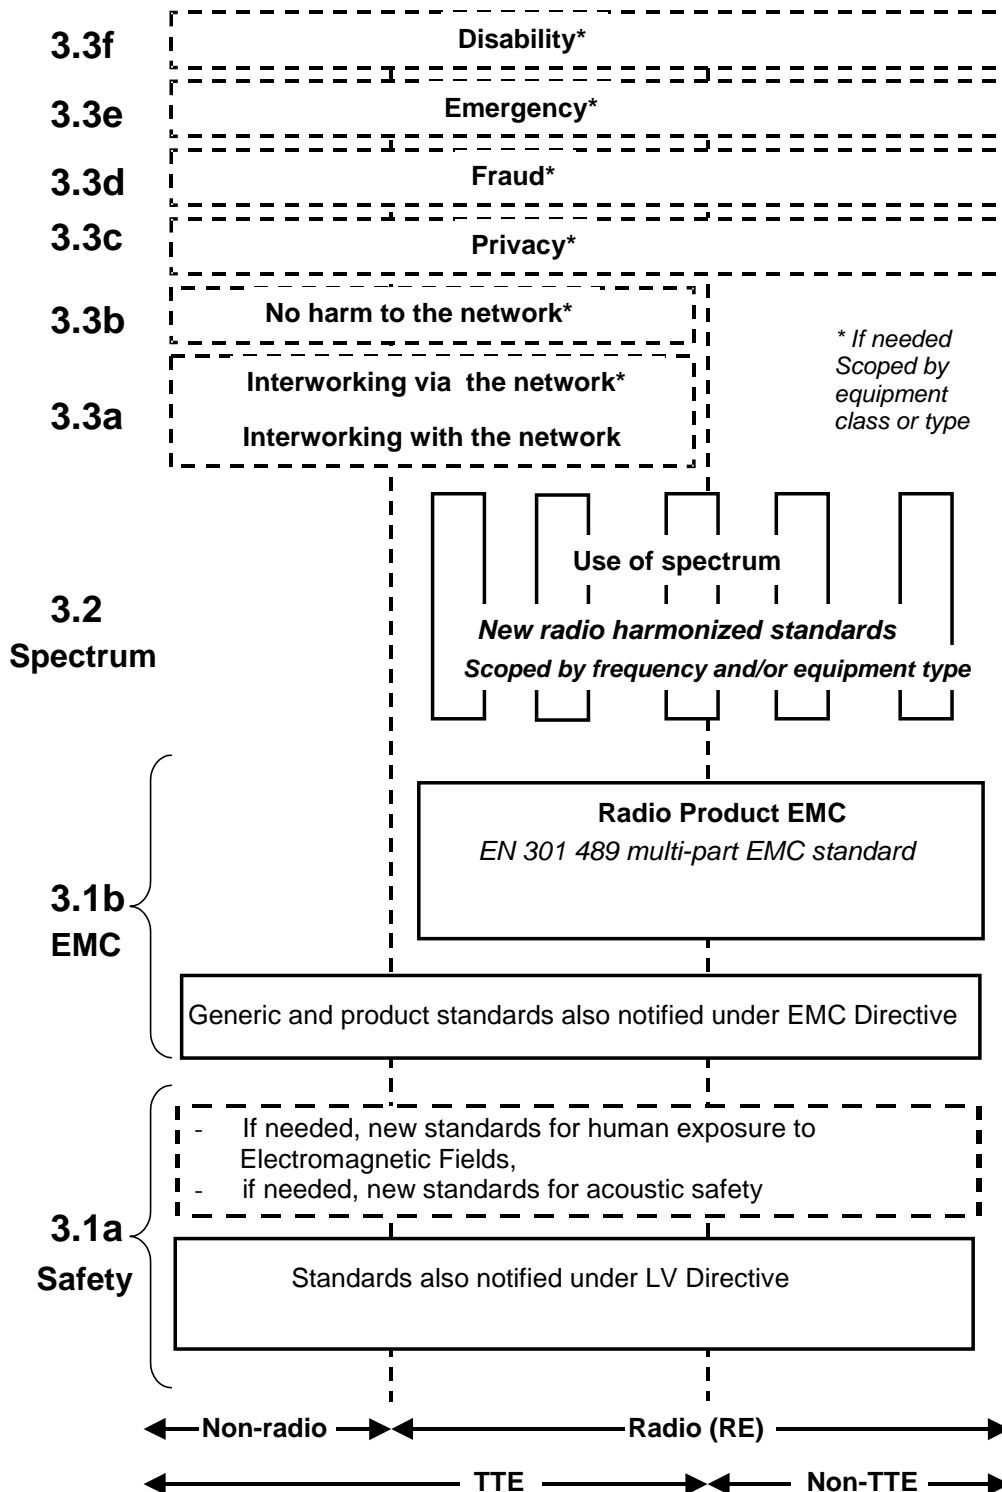 3.3f
Disability*
3.3e
Emergency*
3.3d
Fraud*
3.3c
Privacy*
3.3b
No harm to the network*
* If needed
Scoped by
equipment
class or type
3.3a
Interworking via the network*
Interworking with the network
3.2
Spectrum
Use of spectrum
New radio harmonized standards
Scoped by frequency and/or equipment type
3.1b
EMC
Radio Product EMC
EN 301 489 multi-part EMC standard
Generic and product standards also notified under EMC Directive
3.1a
Safety
- If needed, new standards for human exposure to
Electromagnetic Fields,
- if needed, new standards for acoustic safety
Standards also notified under LV Directive
Non-radio
Radio (RE)
TTE
Non-TTE